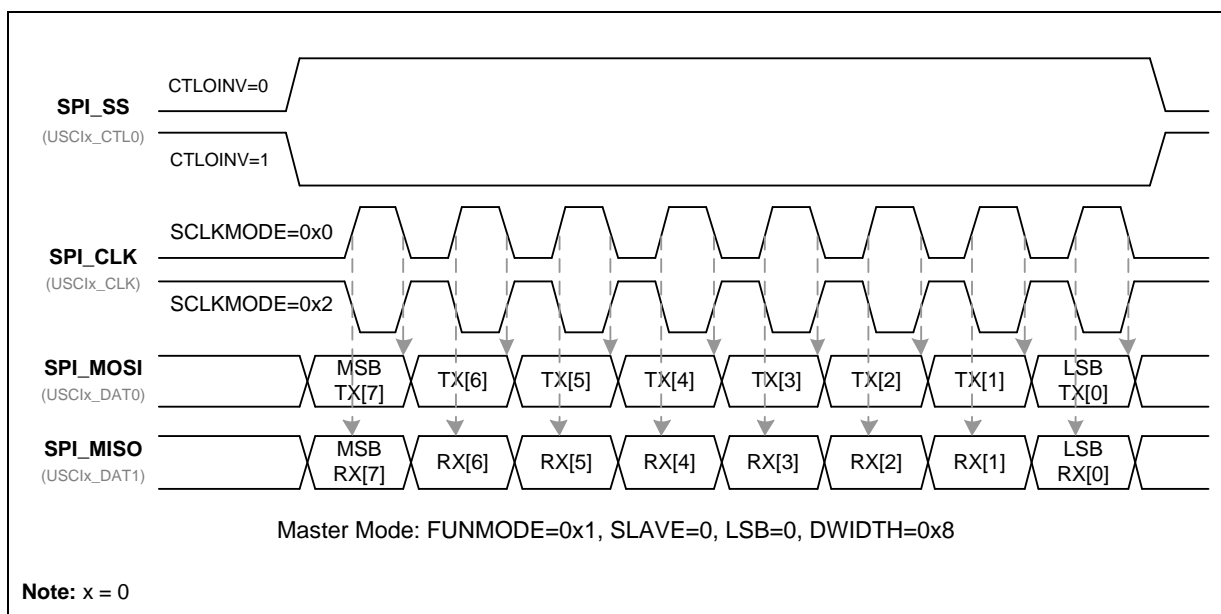 CTLOINV=0
SPI_SS
(USCIx_CTL0)
CTLOINV=1
SCLKMODE=0x0
SPI_CLK
(USCIx_CLK)
SCLKMODE=0x2
SPI_MOSI
(USCIx_DAT0)
MSB
TX[7]
TX[6]
TX[5]
TX[4]
TX[3]
TX[2]
TX[1]
LSB
TX[0]
SPI_MISO
(USCIx_DAT1)
MSB
RX[7]
RX[6]
RX[5]
RX[4]
RX[3]
RX[2]
RX[1]
LSB
RX[0]
Master Mode: FUNMODE=0x1, SLAVE=0, LSB=0, DWIDTH=0x8
Note: x = 0